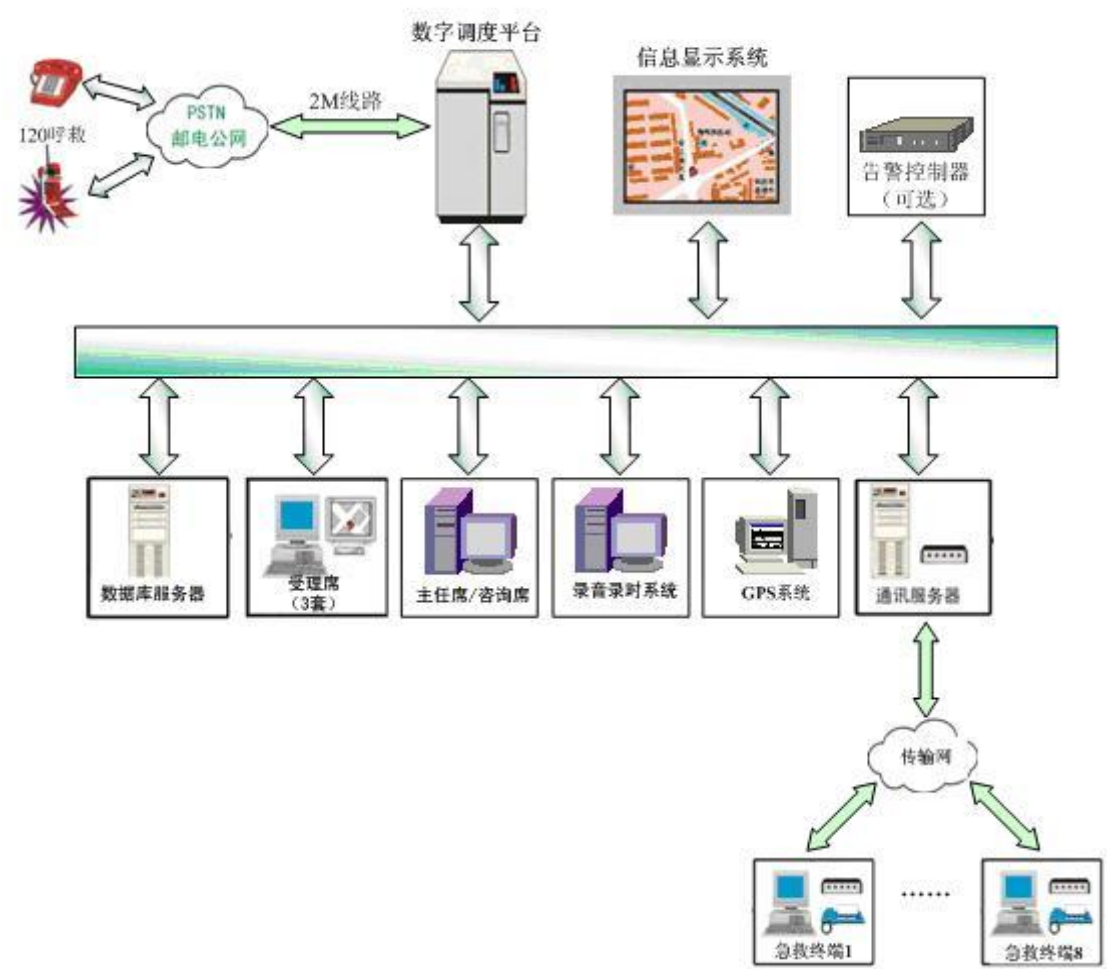 数字调度平台
信息显示系统
PSTN
邮电公网
2M线路
120呼救
告警控制器
（可选）
数据库服务器
受理席
（3套）
主任席/咨询席
录音录时系统
GPS系统
通讯服务器
传输网
急救终端1
······
急救终端8